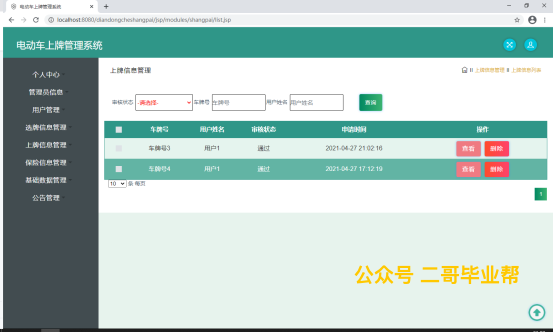 电动车上牌管理系统
localhost:8080/diandongcheshangpai/jsp/modules/shangpai/list.jsp
电动车上牌管理系统
个人中心
管理员信息
用户管理
选牌信息管理
上牌信息管理
保险信息管理
基础数据管理
公告管理
上牌信息管理
上牌信息管理 上牌信息列表
审核状态 -请选择- 车牌号 车牌号 用户姓名 用户姓名 查询
车牌号 用户姓名 审核状态 申请时间 操作
车牌号3 用户1 通过 2021-04-27 21:02:16 查看 删除
车牌号4 用户1 通过 2021-04-27 17:12:19 查看 删除
10 条 每页
1
公众号 二哥毕业帮